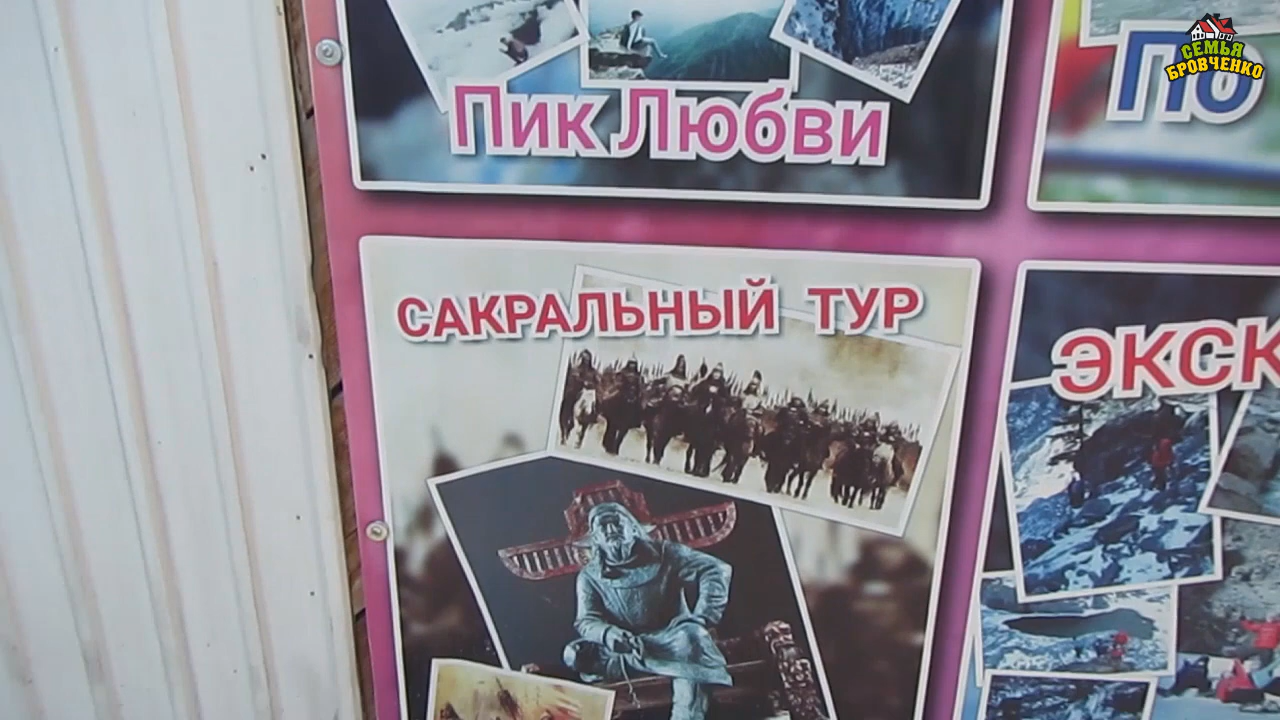 СЕМЬЯ
БРОВЧЕНКО
Пик Любви
По
САКРАЛЬНЫЙ ТУР
ЭКСК